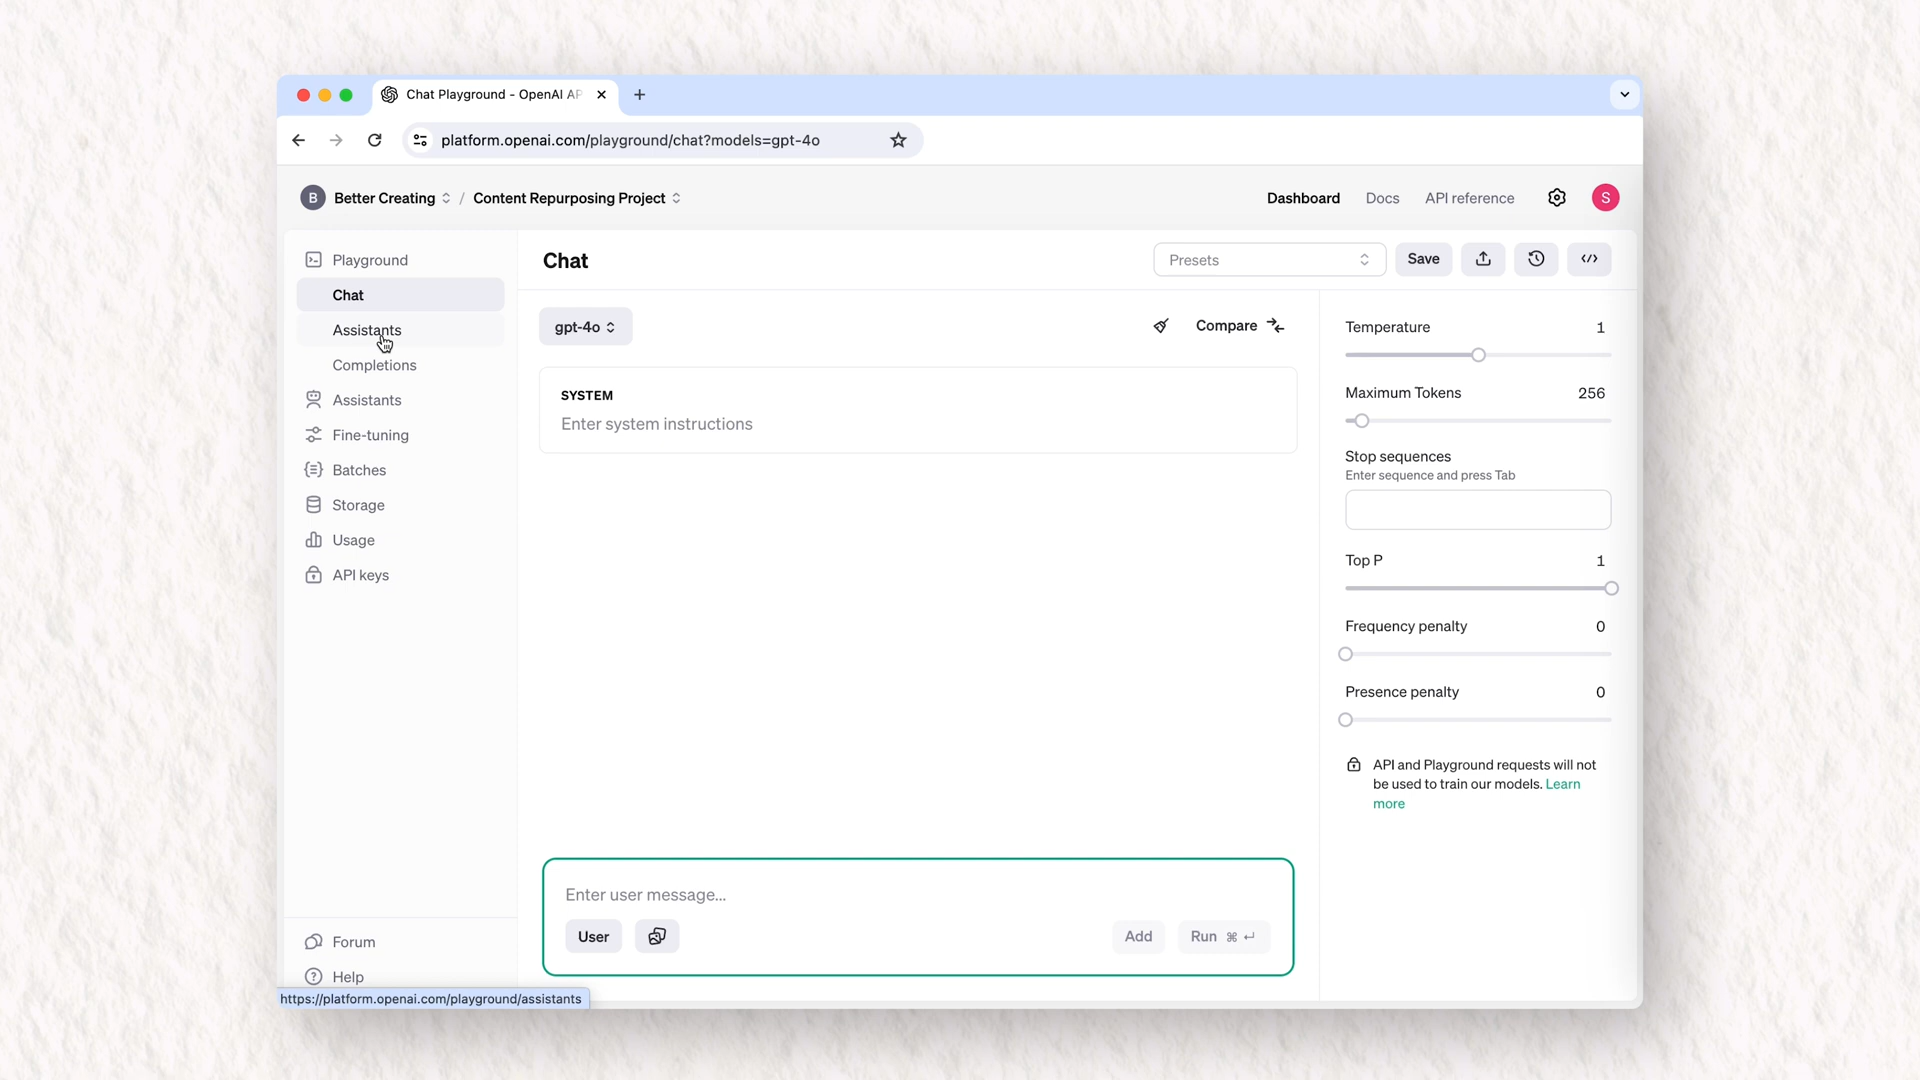 Chat Playground - OpenAI AP
platform.openai.com/playground/chat?models=gpt-4o
B Better Creating / Content Repurposing Project
Dashboard Docs API reference S
Playground
Chat
Assistants
Completions
Assistants
Fine-tuning
Batches
Storage
Usage
API keys
Forum
Help
https://platform.openai.com/playground/assistants
Chat
Presets Save
gpt-4o Compare
SYSTEM
Enter system instructions
Enter user message...
User Add Run ⌘ ↵
Temperature 1
Maximum Tokens 256
Stop sequences
Enter sequence and press Tab
Top P 1
Frequency penalty 0
Presence penalty 0
API and Playground requests will not
be used to train our models. Learn
more